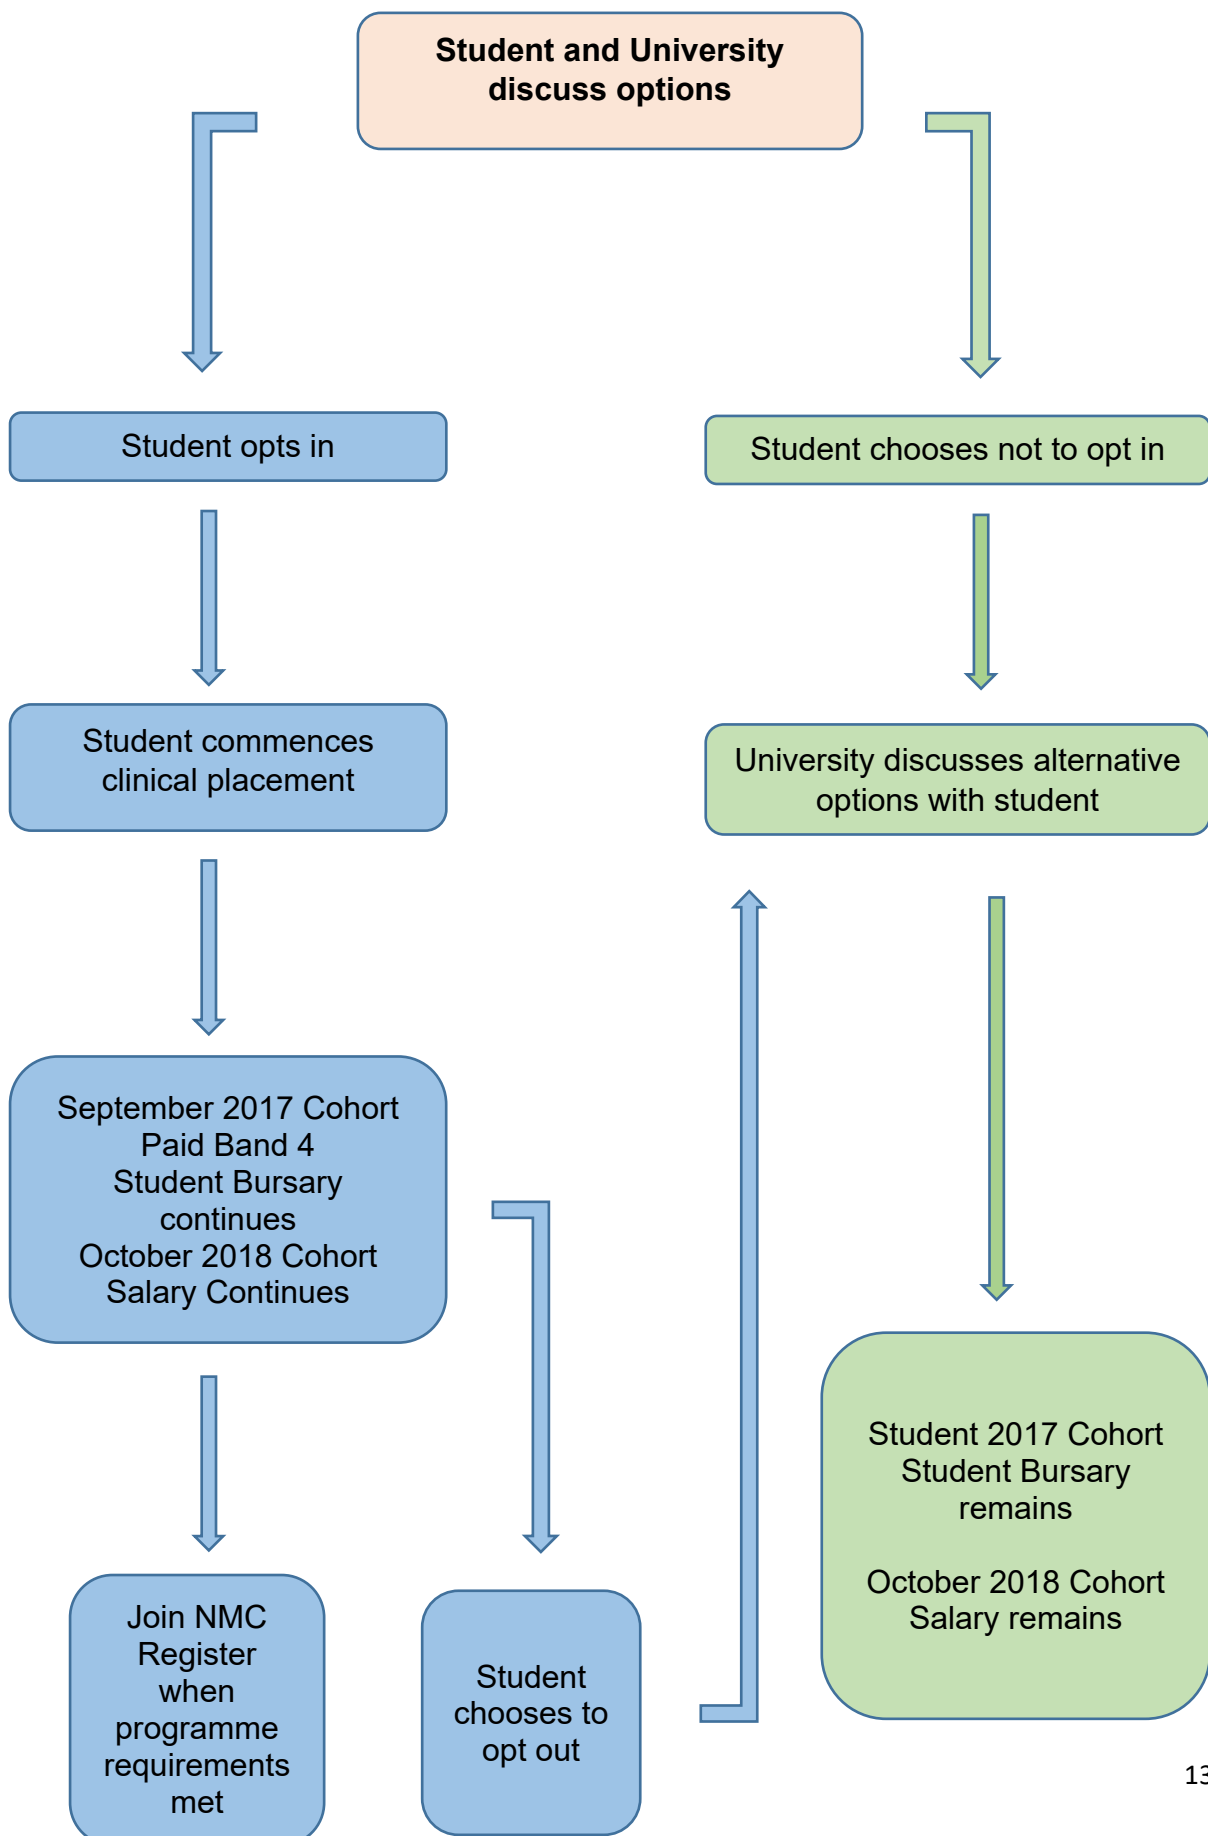 Student and University
discuss options
Student opts in
Student chooses not to opt in
Student commences
clinical placement
University discusses alternative
options with student
September 2017 Cohort
Paid Band 4
Student Bursary
continues
October 2018 Cohort
Salary Continues
Student 2017 Cohort
Student Bursary
remains
October 2018 Cohort
Salary remains
Join NMC
Register
when
programme
requirements
met
Student
chooses to
opt out
13